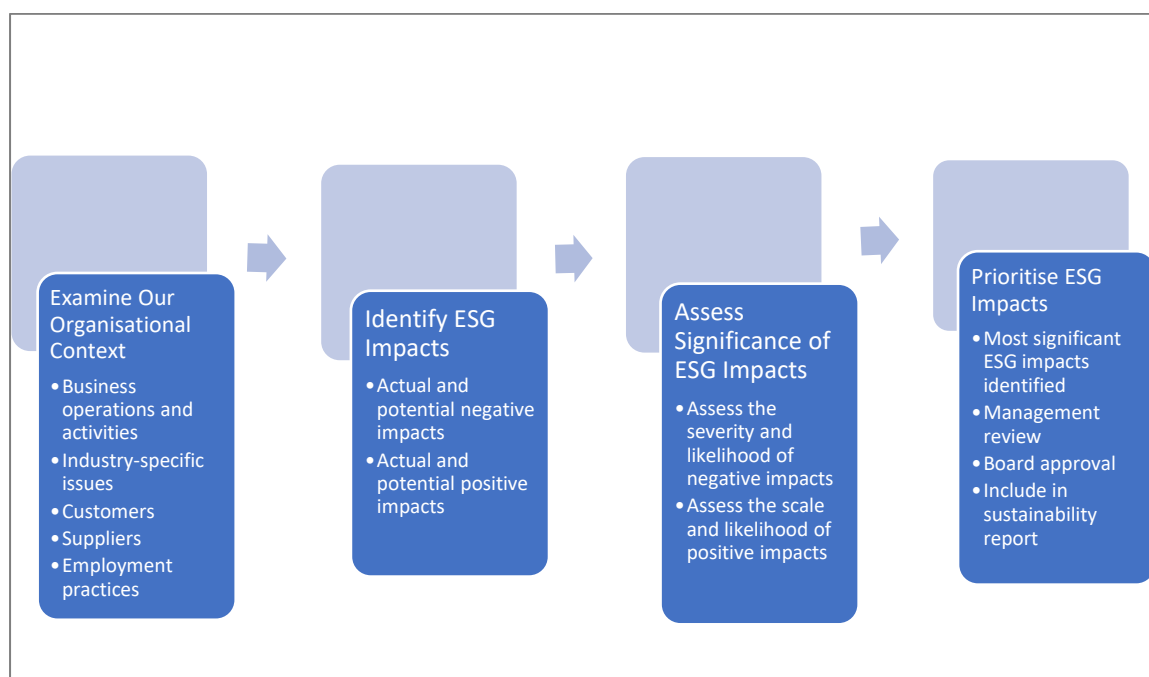 Examine Our
Organisational
Context
•Business
operations and
activities
•Industry-specific
issues
•Customers
•Suppliers
•Employment
practices
Identify ESG
Impacts
•Actual and
potential negative
impacts
•Actual and
potential positive
impacts
Assess
Significance of
ESG Impacts
•Assess the
severity and
likelihood of
negative impacts
•Assess the scale
and likelihood of
positive impacts
Prioritise ESG
Impacts
•Most significant
ESG impacts
identified
•Management
review
•Board approval
•Include in
sustainability
report